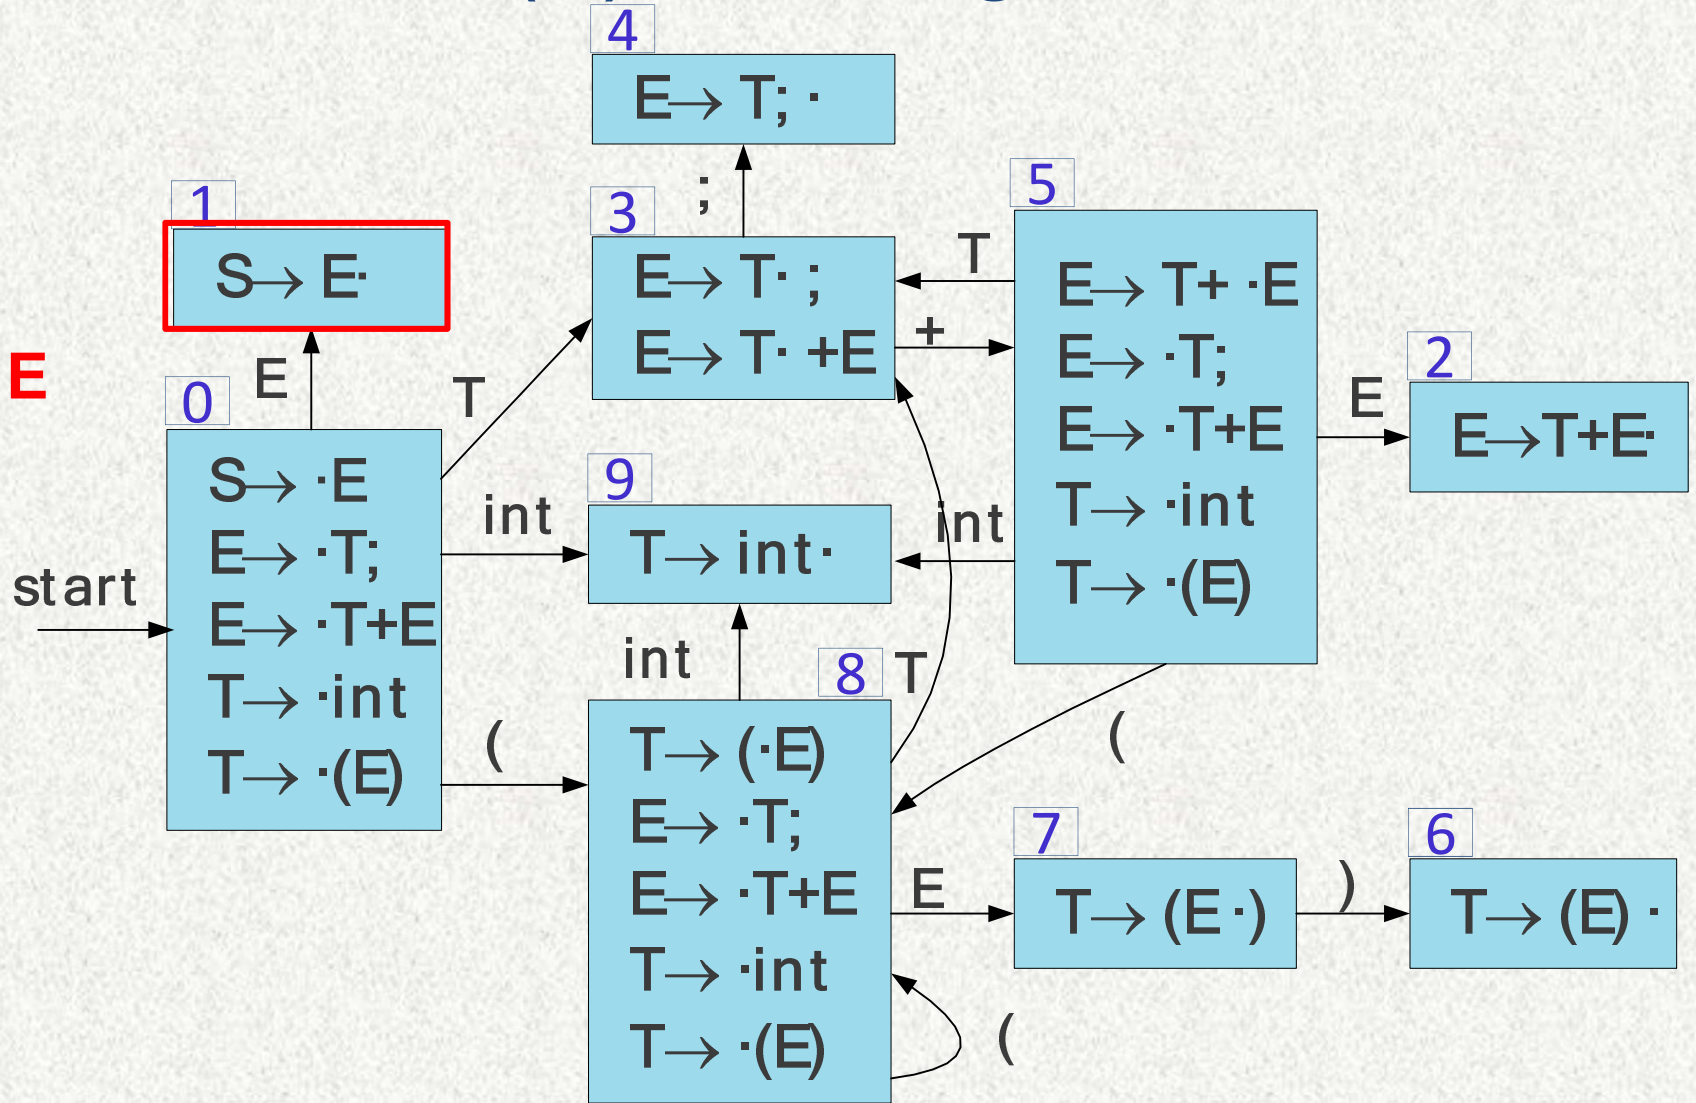 4
E→ T; ·
;
1
S→ E·
3
E→ T· ;
E→ T· +E
T
+
5
E→ T+ ·E
E→ ·T;
E→ ·T+E
T→ ·int
T→ ·(E)
E
2
E→T+E·
E
E
T
0
S→ ·E
E→ ·T;
E→ ·T+E
T→ ·int
T→ ·(E)
start
int
9
T→ int·
int
int
8
T
(
(
T→ (·E)
E→ ·T;
E→ ·T+E
T→ ·int
T→ ·(E)
E
7
T→ (E·)
)
6
T→ (E) ·
(